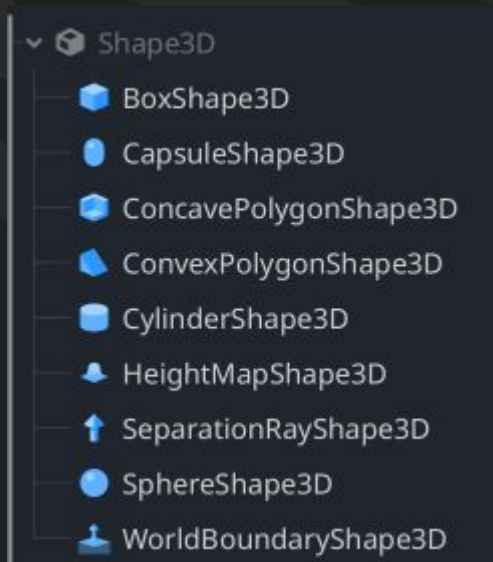 Shape3D
BoxShape3D
CapsuleShape3D
ConcavePolygonShape3D
ConvexPolygonShape3D
CylinderShape3D
HeightMapShape3D
SeparationRayShape3D
SphereShape3D
WorldBoundaryShape3D